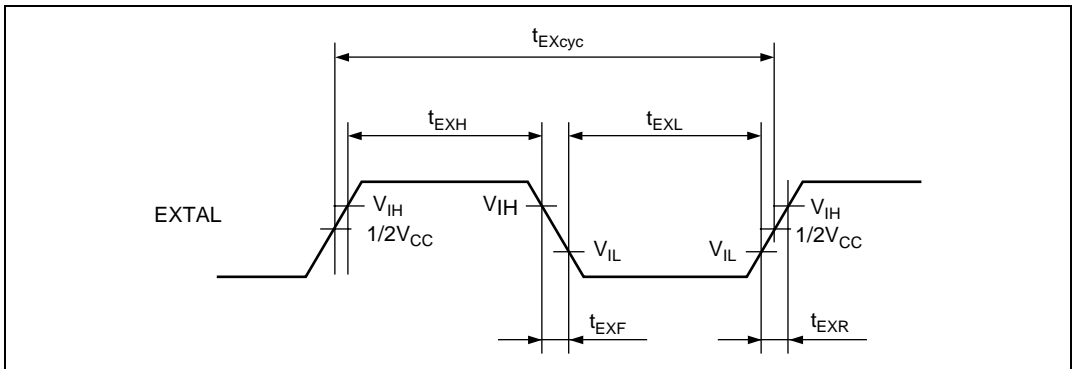 tEXcyc
tEXH
tEXL
EXTAL
VIH
1/2VCC
VIH
VIL
VIL
VIH
1/2VCC
tEXF
tEXR